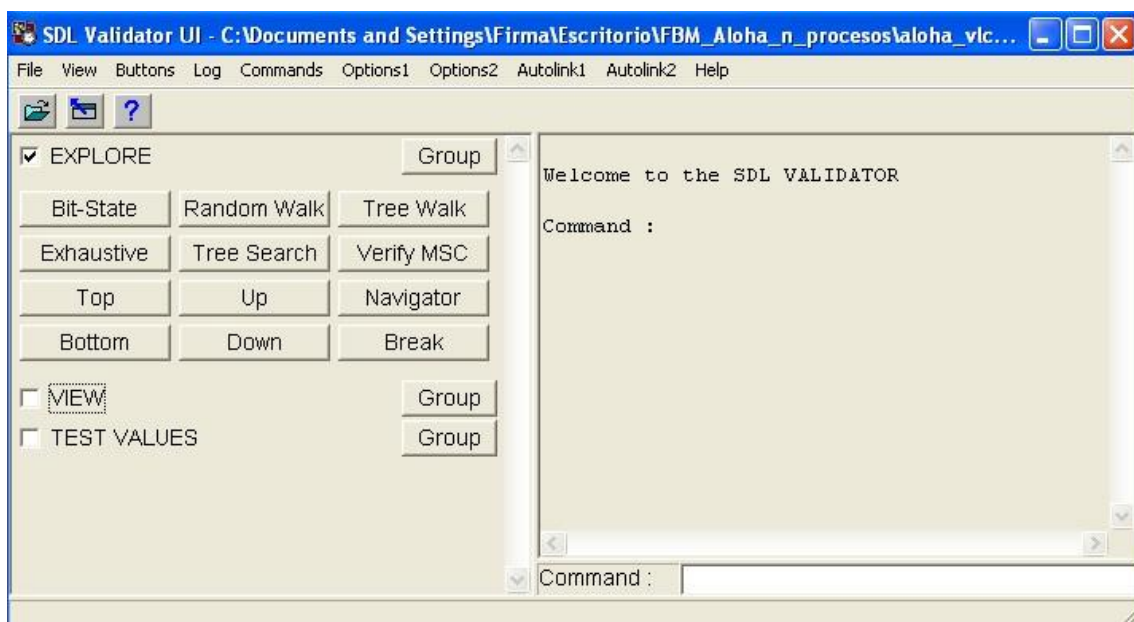 SDL Validator UI - C:\Documents and Settings\Firma\Escritorio\FBM_Aloha_n_procesos\aloha_vlc...
File View Buttons Log Commands Options1 Options2 Autolink1 Autolink2 Help
?
EXPLORE Group
Bit-State Random Walk Tree Walk
Exhaustive Tree Search Verify MSC
Top Up Navigator
Bottom Down Break
VIEW Group
TEST VALUES Group
Welcome to the SDL VALIDATOR
Command :
Command :